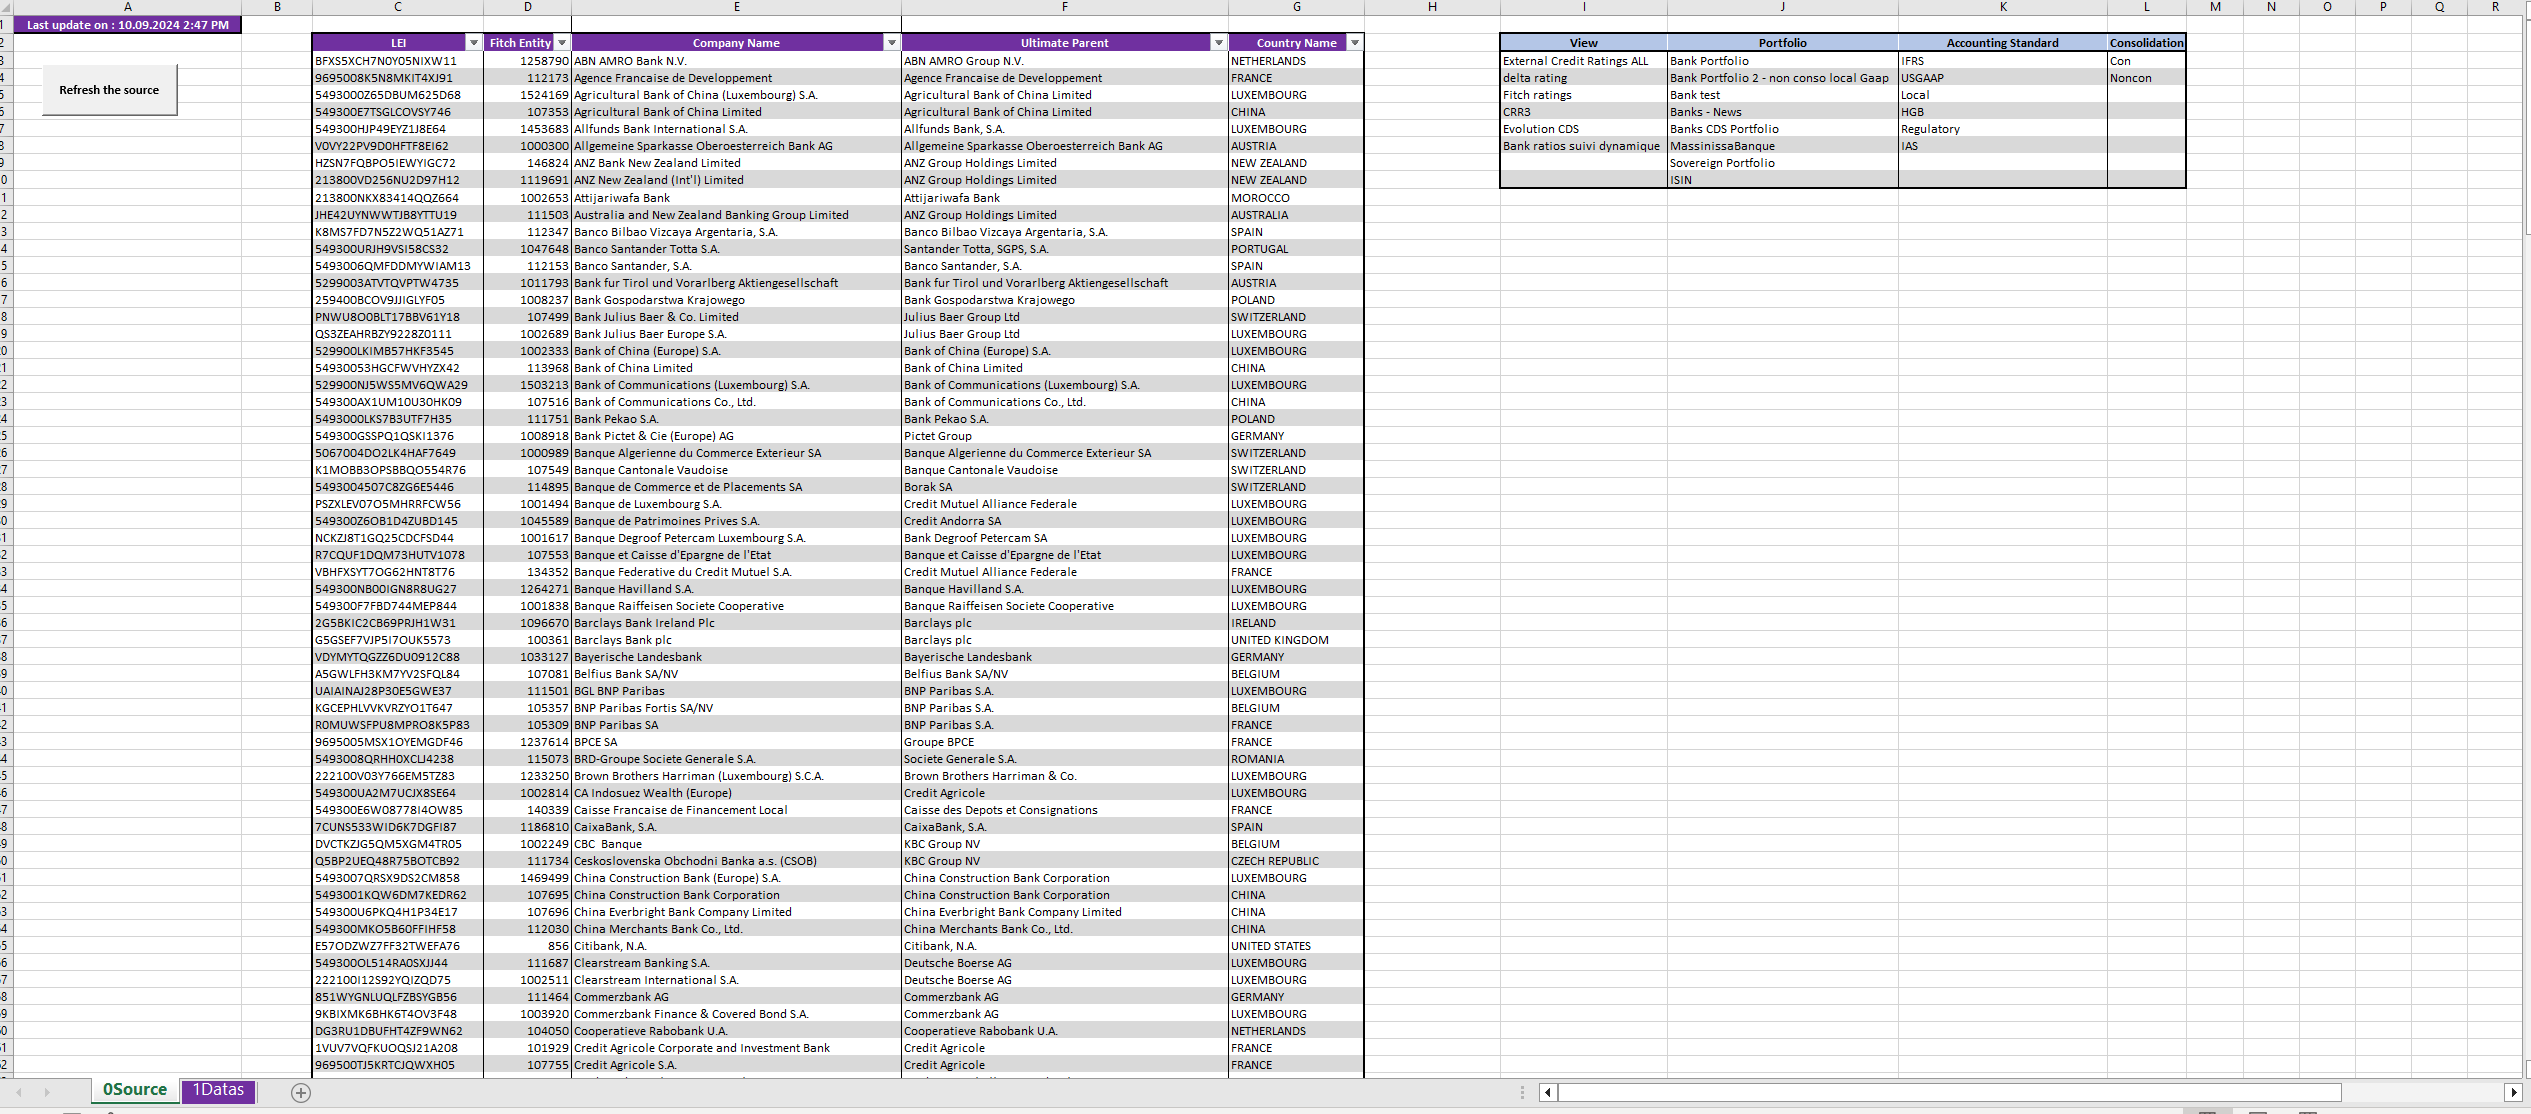 A B C D E F G H I J K L M N O P Q R
1 Last update on : 10.09.2024 2:47 PM
2 LEI Fitch Entity Company Name Ultimate Parent Country Name View Portfolio Accounting Standard Consolidation
3 BFXS5XCH7N0Y05NIXW11 1258790 ABN AMRO Bank N.V. ABN AMRO Group N.V. NETHERLANDS External Credit Ratings ALL Bank Portfolio IFRS Con
4 9695008K5N8MKIT4XJ91 112173 Agence Francaise de Developpement Agence Francaise de Developpement FRANCE delta rating Bank Portfolio 2 - non conso local Gaap USGAAP Noncon
Refresh the source
5 5493000Z65DBUM625D68 1524169 Agricultural Bank of China (Luxembourg) S.A. Agricultural Bank of China Limited LUXEMBOURG Fitch ratings Bank test Local
6 549300E7TSGLCOVSY746 107353 Agricultural Bank of China Limited Agricultural Bank of China Limited CHINA CRR3 Banks - News HGB
7 549300HJP49EYZ1J8E64 1453683 Allfunds Bank International S.A. Allfunds Bank, S.A. LUXEMBOURG Evolution CDS Banks CDS Portfolio Regulatory
8 V0VY22PV9D0HFTF8EI62 1000300 Allgemeine Sparkasse Oberoesterreich Bank AG Allgemeine Sparkasse Oberoesterreich Bank AG AUSTRIA Bank ratios suivi dynamique MassinissaBanque IAS
9 HZSN7FQBPO5IEWYIGC72 146824 ANZ Bank New Zealand Limited ANZ Group Holdings Limited NEW ZEALAND Sovereign Portfolio
0 213800VD256NU2D97H12 1119691 ANZ New Zealand (Int'l) Limited ANZ Group Holdings Limited NEW ZEALAND ISIN
1 213800NKX83414QQZ664 1002653 Attijariwafa Bank Attijariwafa Bank MOROCCO
2 JHE42UYNWWTJB8YTTU19 111503 Australia and New Zealand Banking Group Limited ANZ Group Holdings Limited AUSTRALIA
3 K8MS7FD7N5Z2WQ51AZ71 112347 Banco Bilbao Vizcaya Argentaria, S.A. Banco Bilbao Vizcaya Argentaria, S.A. SPAIN
4 549300URJH9VSI58CS32 1047648 Banco Santander Totta S.A. Santander Totta, SGPS, S.A. PORTUGAL
5 5493006QMFDDMYWIAM13 112153 Banco Santander, S.A. Banco Santander, S.A. SPAIN
6 5299003ATVTQVPTW4735 1011793 Bank fur Tirol und Vorarlberg Aktiengesellschaft Bank fur Tirol und Vorarlberg Aktiengesellschaft AUSTRIA
7 259400BCOV9JJIGLYF05 1008237 Bank Gospodarstwa Krajowego Bank Gospodarstwa Krajowego POLAND
8 PNWU8O0BLT17BBV61Y18 107499 Bank Julius Baer & Co. Limited Julius Baer Group Ltd SWITZERLAND
9 QS3ZEAHRBZY9228Z0111 1002689 Bank Julius Baer Europe S.A. Julius Baer Group Ltd LUXEMBOURG
20 529900LKIMB57HKF3545 1002333 Bank of China (Europe) S.A. Bank of China (Europe) S.A. LUXEMBOURG
21 54930053HGCFWVHYZX42 113968 Bank of China Limited Bank of China Limited CHINA
22 529900NJ5WS5MV6QWA29 1503213 Bank of Communications (Luxembourg) S.A. Bank of Communications (Luxembourg) S.A. LUXEMBOURG
23 549300AX1UM10U30HK09 107516 Bank of Communications Co., Ltd. Bank of Communications Co., Ltd. CHINA
24 5493000LKS7B3UTF7H35 111751 Bank Pekao S.A. Bank Pekao S.A. POLAND
25 549300GSSPQ1QSKI1376 1008918 Bank Pictet & Cie (Europe) AG Pictet Group GERMANY
26 5067004DO2LK4HAF7649 1000989 Banque Algerienne du Commerce Exterieur SA Banque Algerienne du Commerce Exterieur SA SWITZERLAND
27 K1MOBB3OPSBBQO554R76 107549 Banque Cantonale Vaudoise Banque Cantonale Vaudoise SWITZERLAND
28 5493004507C8ZG6E5446 114895 Banque de Commerce et de Placements SA Borak SA SWITZERLAND
29 PSZXLEV07O5MHRRFCW56 1001494 Banque de Luxembourg S.A. Credit Mutuel Alliance Federale LUXEMBOURG
30 549300Z6OB1D4ZUBD145 1045589 Banque de Patrimoines Prives S.A. Credit Andorra SA LUXEMBOURG
31 NCKZJ8T1GQ25CDCFSD44 1001617 Banque Degroof Petercam Luxembourg S.A. Bank Degroof Petercam SA LUXEMBOURG
32 R7CQUF1DQM73HUTV1078 107553 Banque et Caisse d'Epargne de l'Etat Banque et Caisse d'Epargne de l'Etat LUXEMBOURG
33 VBHFXSYT7OG62HNT8T76 134352 Banque Federative du Credit Mutuel S.A. Credit Mutuel Alliance Federale FRANCE
34 549300NB00IGN8R8UG27 1264271 Banque Havilland S.A. Banque Havilland S.A. LUXEMBOURG
35 549300F7FBD744MEP844 1001838 Banque Raiffeisen Societe Cooperative Banque Raiffeisen Societe Cooperative LUXEMBOURG
36 2G5BKIC2CB69PRJH1W31 1096670 Barclays Bank Ireland Plc Barclays plc IRELAND
37 G5GSEF7VJP5I7OUK5573 100361 Barclays Bank plc Barclays plc UNITED KINGDOM
38 VDYMYTQGZZ6DU0912C88 1033127 Bayerische Landesbank Bayerische Landesbank GERMANY
39 A5GWLFH3KM7YV2SFQL84 107081 Belfius Bank SA/NV Belfius Bank SA/NV BELGIUM
40 UAIAINAJ28P30E5GWE37 111501 BGL BNP Paribas BNP Paribas S.A. LUXEMBOURG
41 KGCEPHLVVKVRZYO1T647 105357 BNP Paribas Fortis SA/NV BNP Paribas S.A. BELGIUM
42 R0MUWSFPU8MPRO8K5P83 105309 BNP Paribas SA BNP Paribas S.A. FRANCE
43 9695005MSX1OYEMGDF46 1237614 BPCE SA Groupe BPCE FRANCE
44 5493008QRHH0XCLJ4238 115073 BRD-Groupe Societe Generale S.A. Societe Generale S.A. ROMANIA
45 222100V03Y766EM5TZ83 1233250 Brown Brothers Harriman (Luxembourg) S.C.A. Brown Brothers Harriman & Co. LUXEMBOURG
46 549300UA2M7UCJX8SE64 1002814 CA Indosuez Wealth (Europe) Credit Agricole LUXEMBOURG
47 549300E6W08778I4OW85 140339 Caisse Francaise de Financement Local Caisse des Depots et Consignations FRANCE
48 7CUNS533WID6K7DGFI87 1186810 CaixaBank, S.A. CaixaBank, S.A. SPAIN
49 DVCTKZJG5QM5XGM4TR05 1002249 CBC Banque KBC Group NV BELGIUM
50 Q5BP2UEQ48R75BOTCB92 111734 Ceskoslovenska Obchodni Banka a.s. (CSOB) KBC Group NV CZECH REPUBLIC
51 5493007QRSX9DS2CM858 1469499 China Construction Bank (Europe) S.A. China Construction Bank Corporation LUXEMBOURG
52 5493001KQW6DM7KEDR62 107695 China Construction Bank Corporation China Construction Bank Corporation CHINA
53 549300U6PKQ4H1P34E17 107696 China Everbright Bank Company Limited China Everbright Bank Company Limited CHINA
54 549300MKO5B60FFIHF58 112030 China Merchants Bank Co., Ltd. China Merchants Bank Co., Ltd. CHINA
55 E57ODZWZ7FF32TWEFA76 856 Citibank, N.A. Citibank, N.A. UNITED STATES
56 549300OL514RA0SXJJ44 111687 Clearstream Banking S.A. Deutsche Boerse AG LUXEMBOURG
57 222100I12S92YQIZQD75 1002511 Clearstream International S.A. Deutsche Boerse AG LUXEMBOURG
58 851WYGNLUQLFZBSYGB56 111464 Commerzbank AG Commerzbank AG GERMANY
59 9KBIXMK6BHK6T4OV3F48 1003920 Commerzbank Finance & Covered Bond S.A. Commerzbank AG LUXEMBOURG
60 DG3RU1DBUFHT4ZF9WN62 104050 Cooperatieve Rabobank U.A. Cooperatieve Rabobank U.A. NETHERLANDS
61 1VUV7VQFKUOQSJ21A208 101929 Credit Agricole Corporate and Investment Bank Credit Agricole FRANCE
62 969500TJ5KRTCJQWXH05 107755 Credit Agricole S.A. Credit Agricole FRANCE
0Source 1Datas